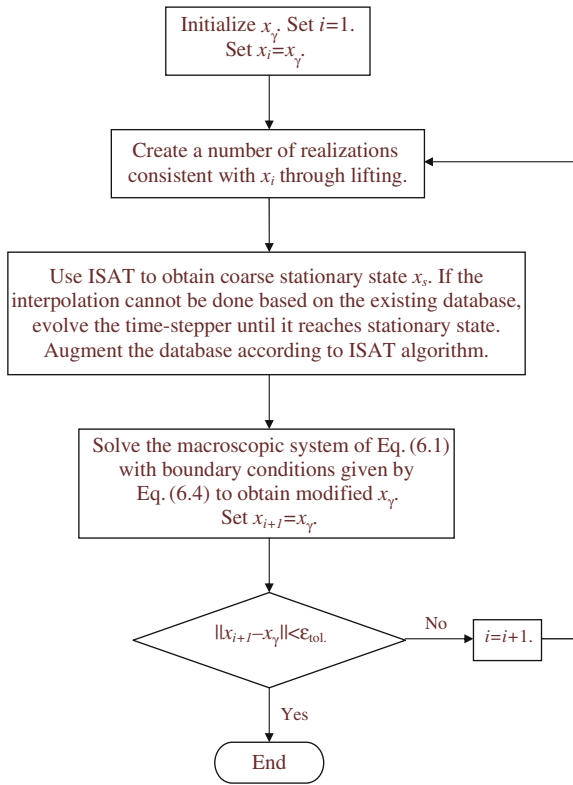 Initialize xγ. Set i=1.
Set xi=xγ.
Create a number of realizations
consistent with xi through lifting.
Use ISAT to obtain coarse stationary state xs. If the
interpolation cannot be done based on the existing database,
evolve the time-stepper until it reaches stationary state.
Augment the database according to ISAT algorithm.
Solve the macroscopic system of Eq. (6.1)
with boundary conditions given by
Eq. (6.4) to obtain modified xγ.
Set xi+1=xγ.
||xi+1–xγ||<εtol.
No
i=i+1.
Yes
End